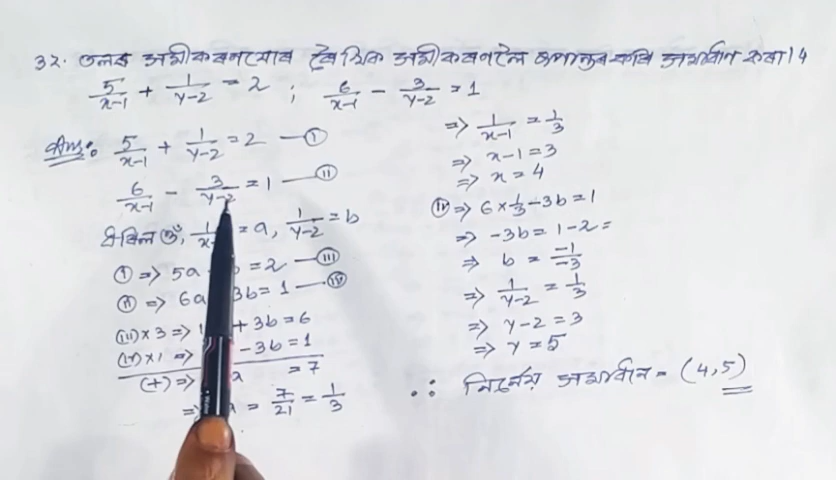 32. তলৰ সমীকৰণযোৰ ৰৈখিক সমীকৰণলৈ ৰূপান্তৰ কৰি সমাধান কৰা। 4
5/x-1 + 1/y-2 = 2 ; 6/x-1 - 3/y-2 = 1
Ans: 5/x-1 + 1/y-2 = 2 — (i)
6/x-1 - 3/y-2 = 1 — (ii)
= a, 1/y-2 = b
(i) => 5a = 2 — (iii)
(ii) => 6a 3b = 1 — (iv)
(iii)×3 => + 3b = 6
(iv)×1 => - 3b = 1
(+) => = 7
=> = 7/21 = 1/3
=> 1/x-1 = 1/3
=> x-1 = 3
=> x = 4
(iv) => 6 × 1/3 - 3b = 1
=> -3b = 1-2 =
=> b = -1/-3
=> 1/y-2 = 1/3
=> y-2 = 3
=> y = 5
∴ নিৰ্ণেয় সমাধান = (4,5)